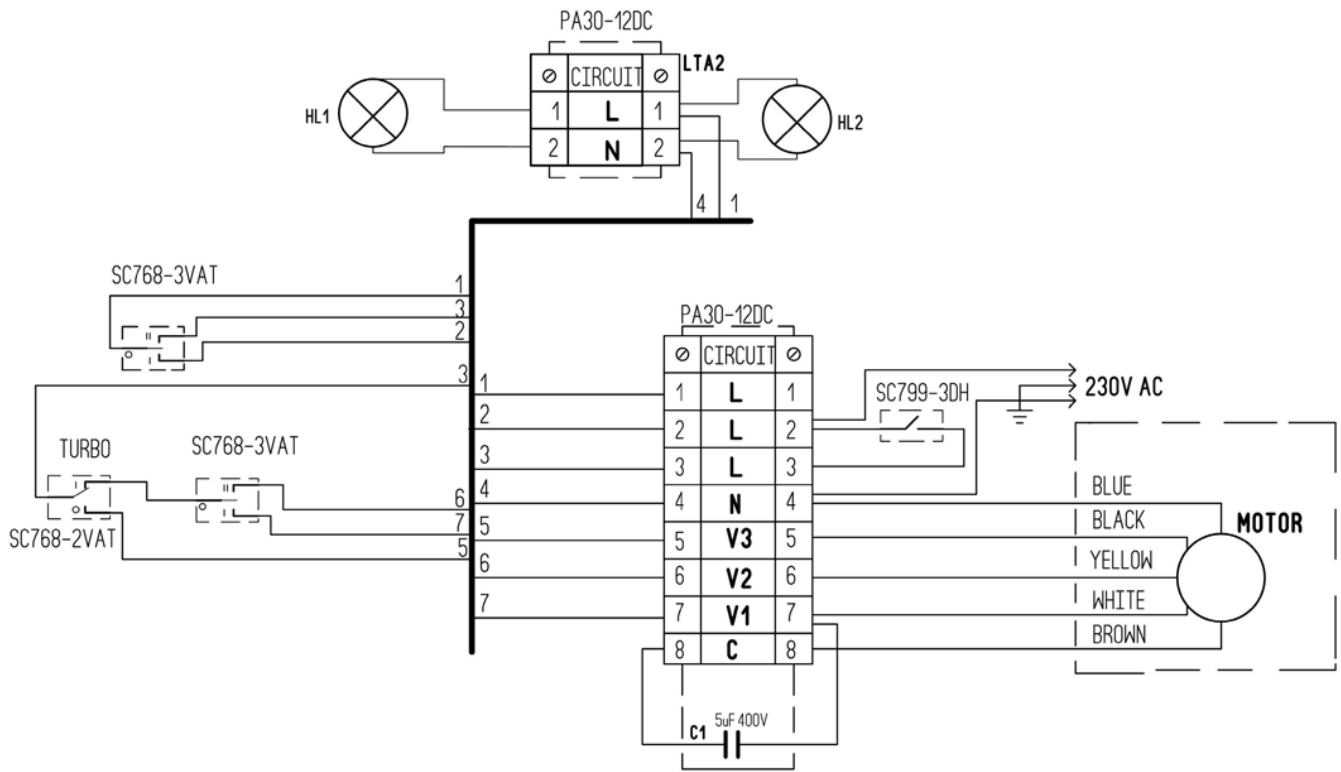 PA30-12DC
LTA2
CIRCUIT
HL1
1 L 1
HL2
2 N 2
4 1
SC768-3VAT
1
3
2
3
PA30-12DC
CIRCUIT
1 1 L 1
2 2 L 2
3 3 L 3
4 4 N 4
5 5 V3 5
6 6 V2 6
7 7 V1 7
8 C 8
SC799-3DH
230V AC
TURBO
SC768-3VAT
I
II
O
I
II
O
I
O
6
7
5
SC768-2VAT
BLUE
BLACK
YELLOW
WHITE
BROWN
MOTOR
C1
5uF 400V